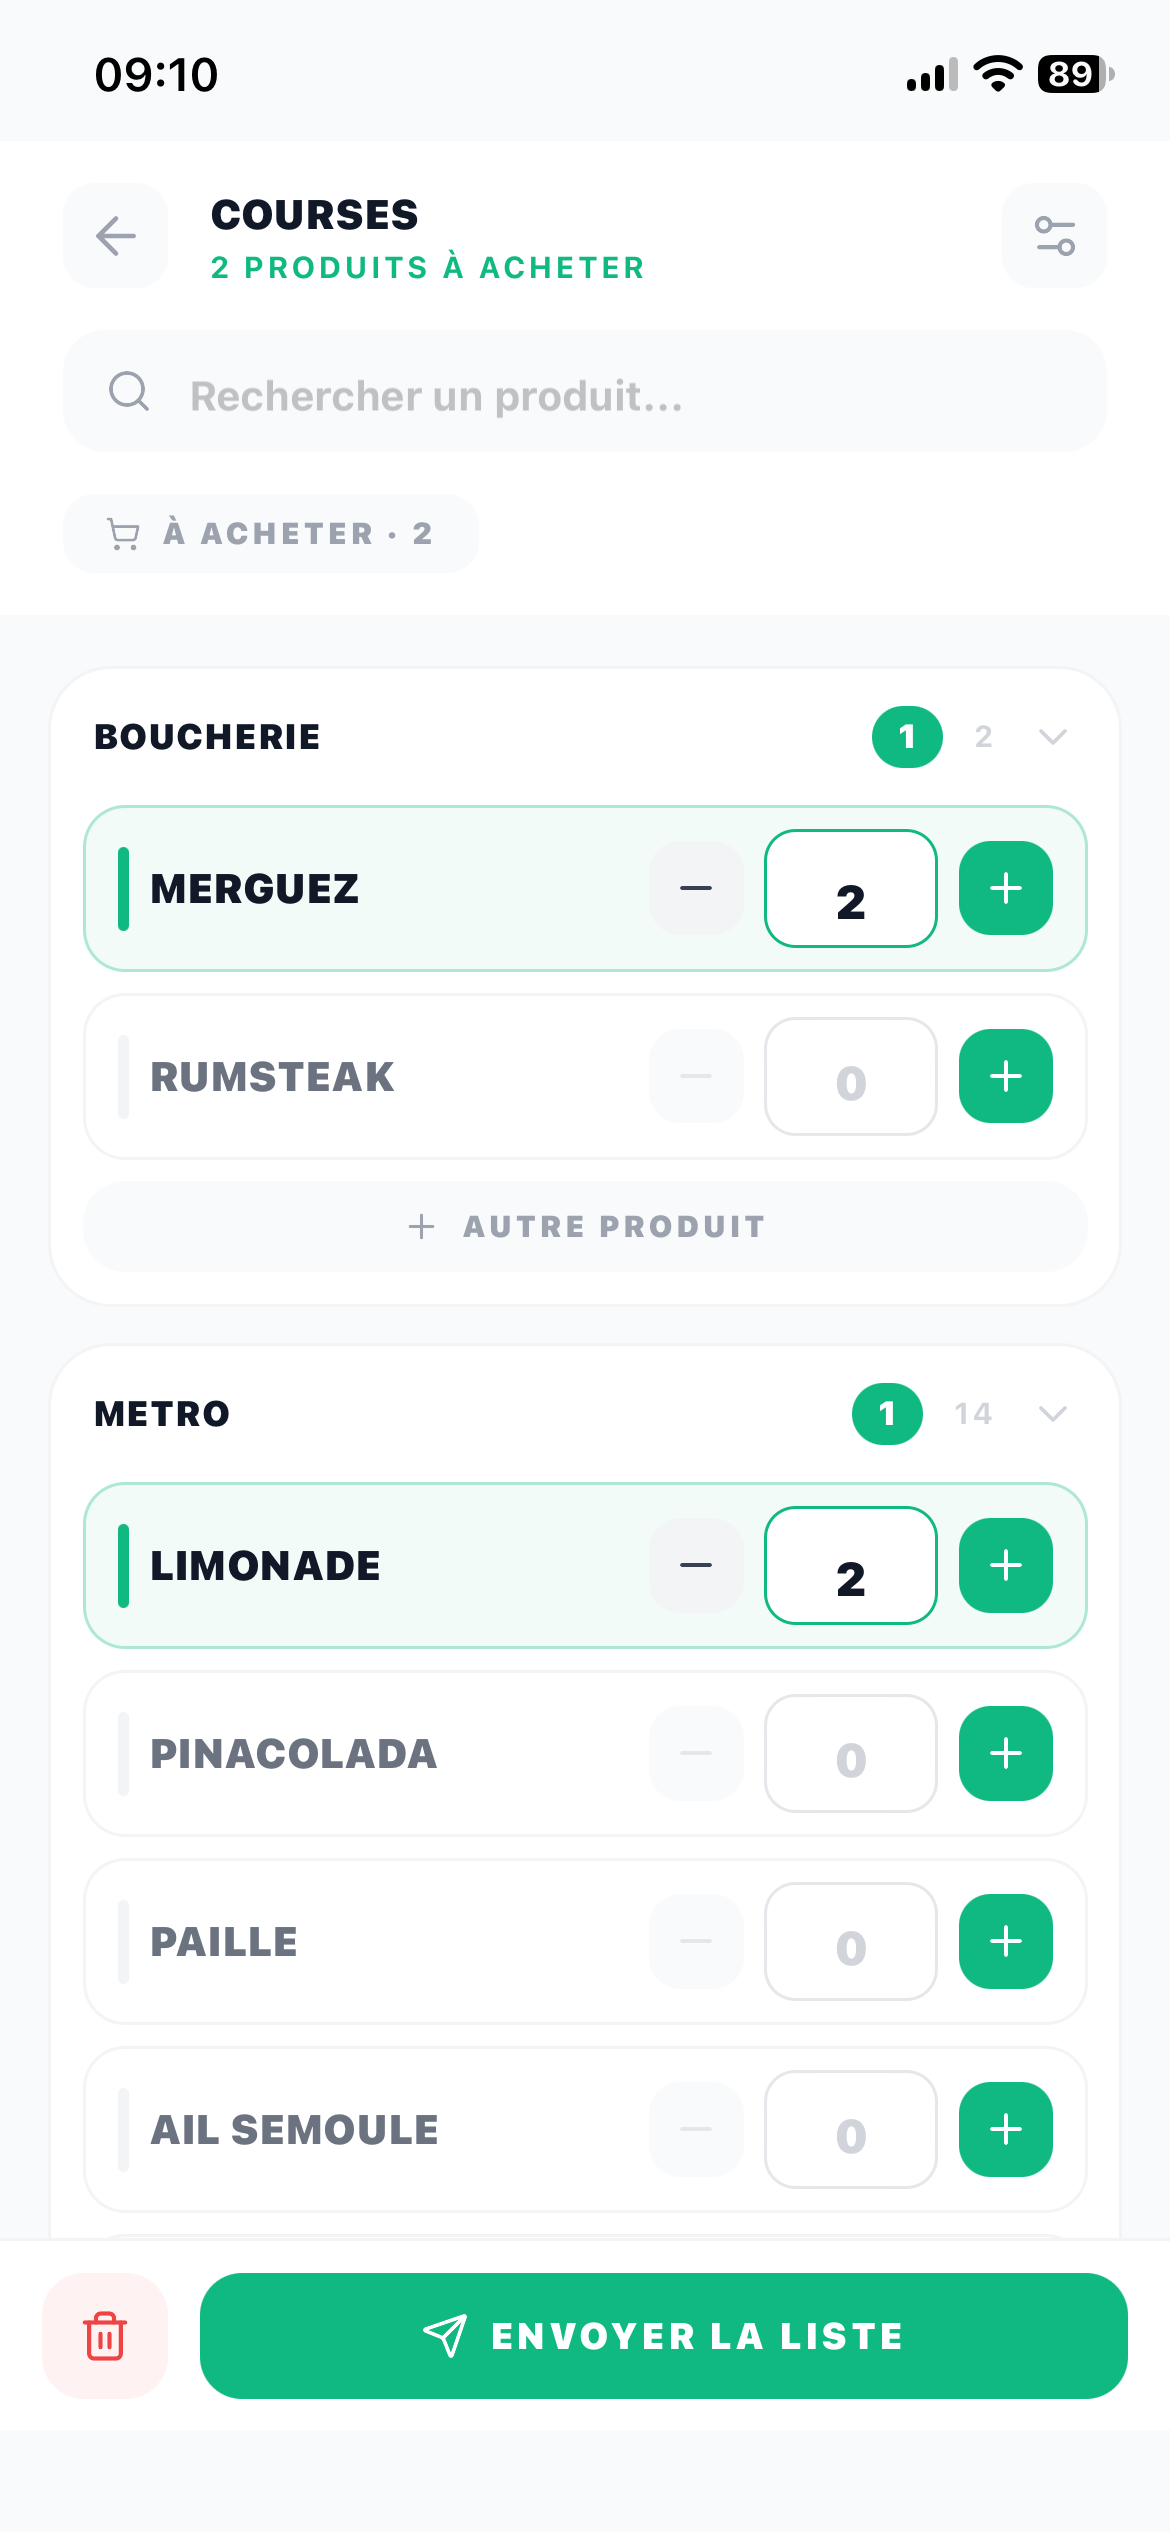 09:10
89
COURSES
2 PRODUITS À ACHETER
Rechercher un produit...
À ACHETER · 2
BOUCHERIE 1 2
MERGUEZ 2
RUMSTEAK 0
AUTRE PRODUIT
METRO 1 14
LIMONADE 2
PINACOLADA 0
PAILLE 0
AIL SEMOULE 0
ENVOYER LA LISTE